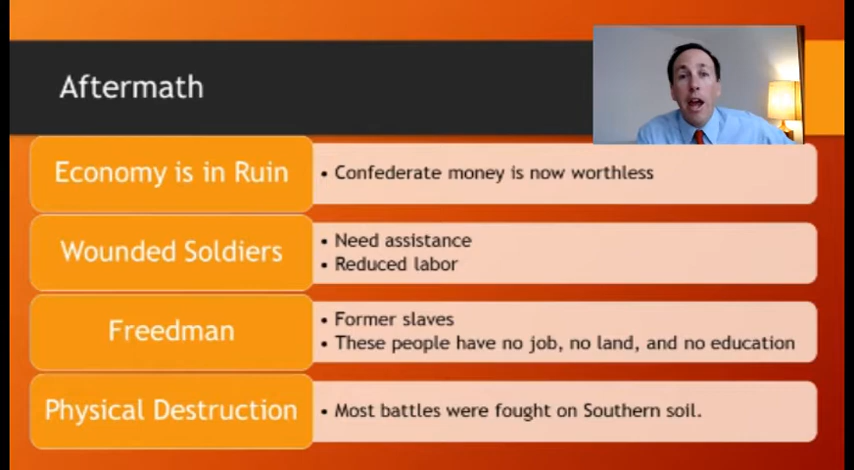 Aftermath
Economy is in Ruin
• Confederate money is now worthless
Wounded Soldiers
• Need assistance
• Reduced labor
Freedman
• Former slaves
• These people have no job, no land, and no education
Physical Destruction
• Most battles were fought on Southern soil.